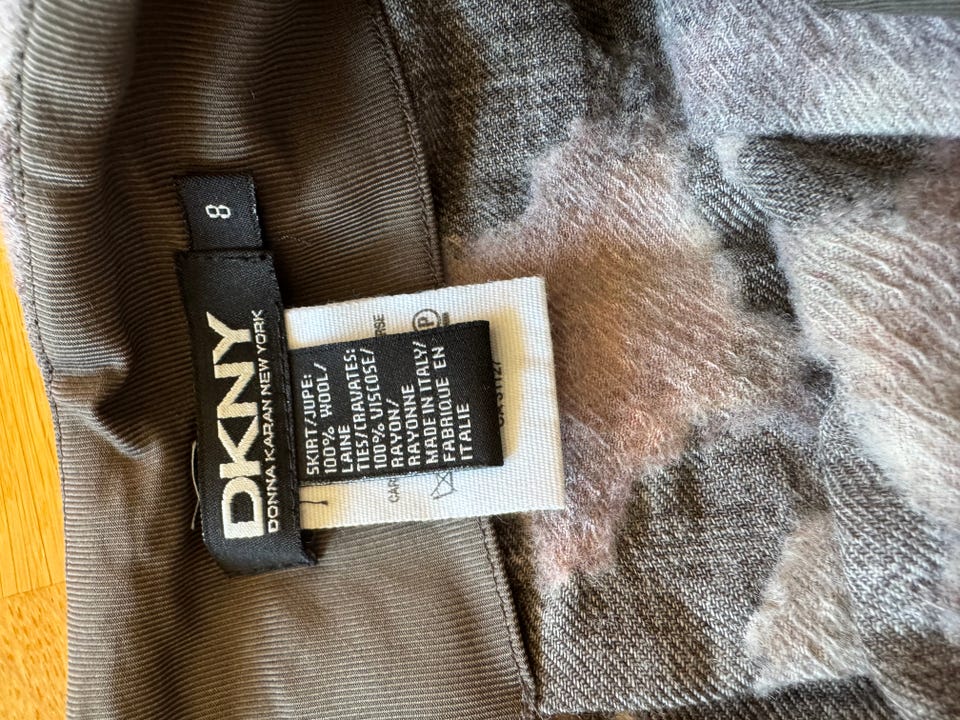 8
DKNY
DONNA KARAN NEW YORK
SKIRT/JUPE:
100% WOOL/
LAINE
TIES/CRAVATES:
100% VISCOSE/
RAYON/
RAYONNE
MADE IN ITALY/
FABRIQUE EN
ITALIE
P